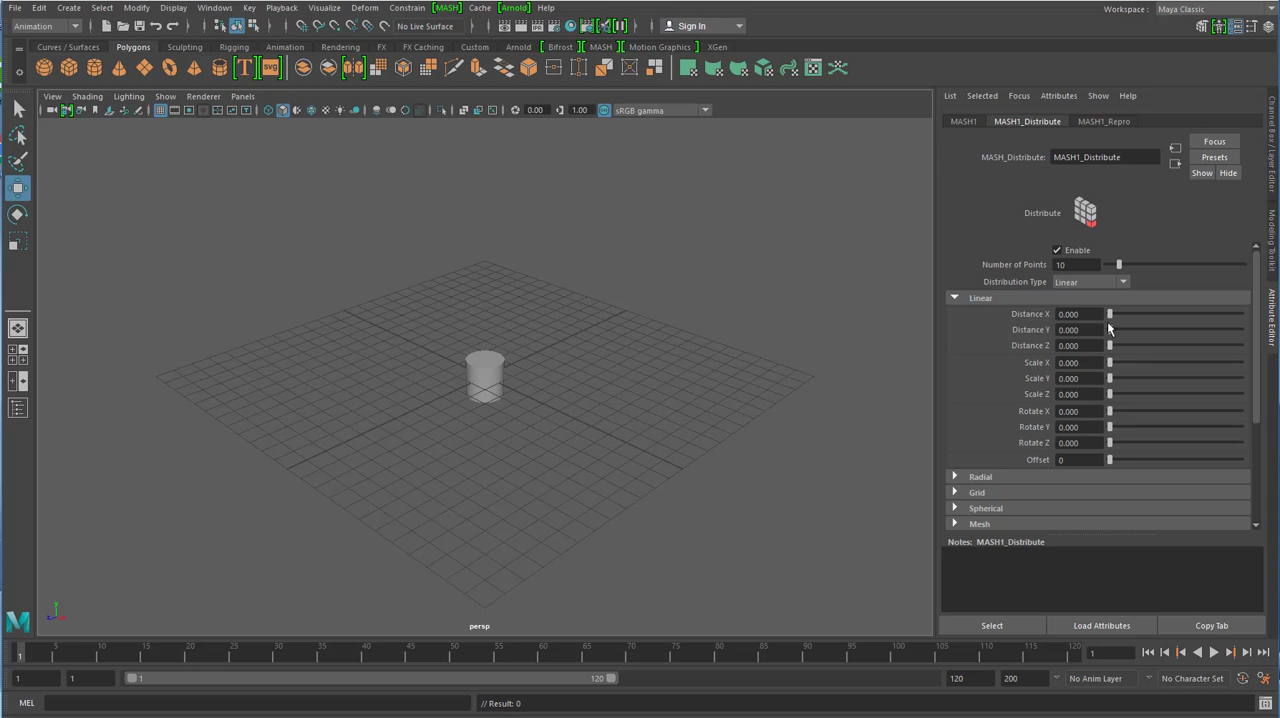 File Edit Create Select Modify Display Windows Key Playback Visualize Deform Constrain [MASH] Cache [Arnold] Help Workspace : Maya Classic
Animation No Live Surface Sign In
Curves / Surfaces Polygons Sculpting Rigging Animation Rendering FX FX Caching Custom Arnold Bifrost MASH Motion Graphics XGen
T svg
View Shading Lighting Show Renderer Panels
0.00 1.00 sRGB gamma
persp
y z x
List Selected Focus Attributes Show Help
MASH1 MASH1_Distribute MASH1_Repro
Focus
MASH_Distribute: MASH1_Distribute Presets
Show Hide
Distribute
Enable
Number of Points 10
Distribution Type Linear
Linear
Distance X 0.000
Distance Y 0.000
Distance Z 0.000
Scale X 0.000
Scale Y 0.000
Scale Z 0.000
Rotate X 0.000
Rotate Y 0.000
Rotate Z 0.000
Offset 0
Radial
Grid
Spherical
Mesh
Notes: MASH1_Distribute
Select Load Attributes Copy Tab
Channel Box / Layer Editor
Modeling Toolkit
Attribute Editor
1 5 10 15 20 25 30 35 40 45 50 55 60 65 70 75 80 85 90 95 100 105 110 115 120 1
1 1 1 120 120 200 No Anim Layer No Character Set
MEL // Result: 0